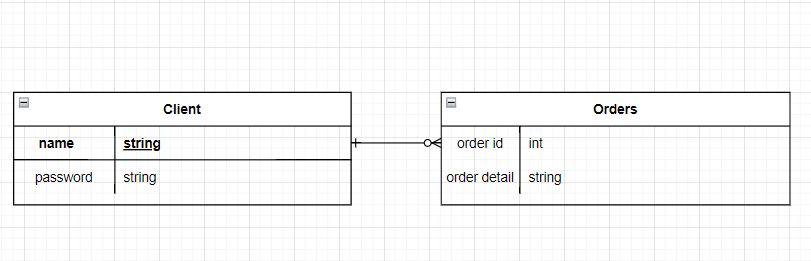 Client
name string
password string
Orders
order id int
order detail string